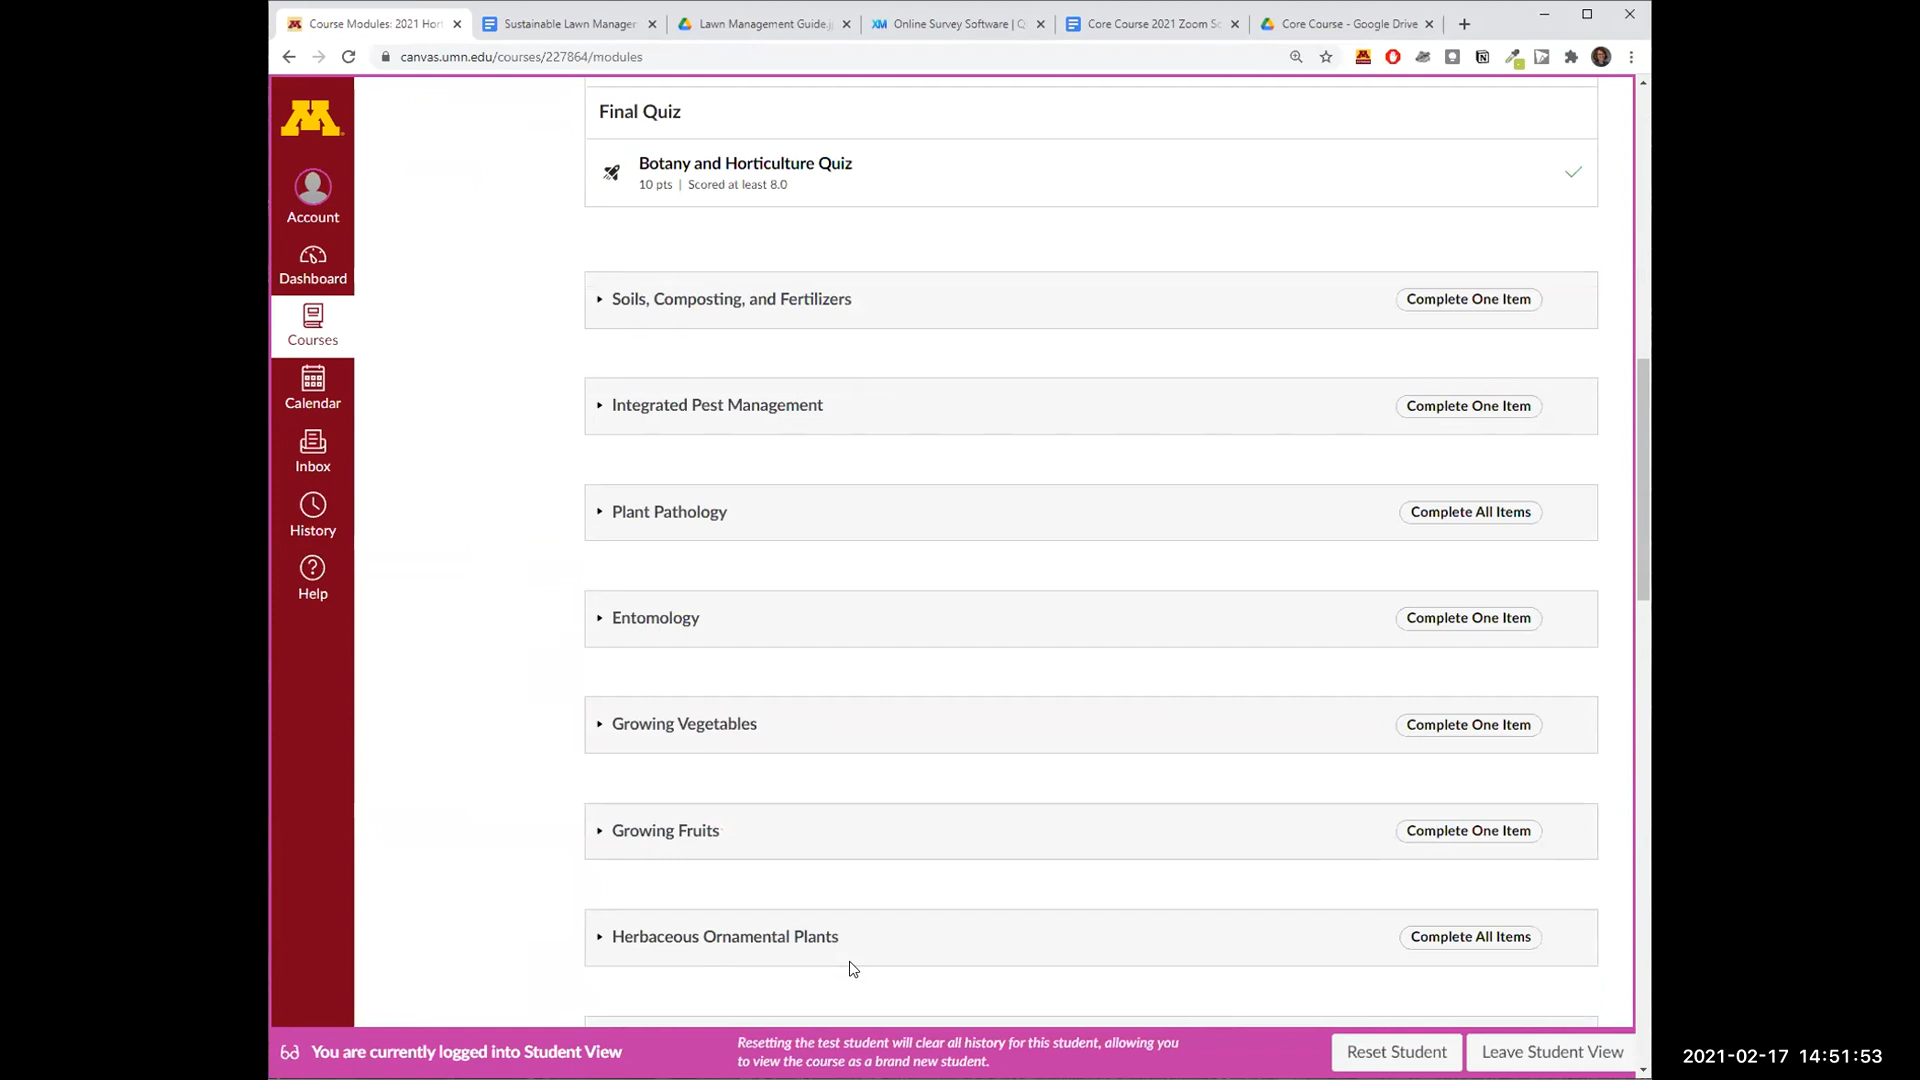 Course Modules: 2021 Hort
Sustainable Lawn Manager
Lawn Management Guide.j
XM Online Survey Software | Q
Core Course 2021 Zoom Sc
Core Course - Google Drive
canvas.umn.edu/courses/227864/modules
M
Account
Dashboard
Courses
Calendar
Inbox
History
Help
Final Quiz
Botany and Horticulture Quiz
10 pts | Scored at least 8.0
Soils, Composting, and Fertilizers Complete One Item
Integrated Pest Management Complete One Item
Plant Pathology Complete All Items
Entomology Complete One Item
Growing Vegetables Complete One Item
Growing Fruits Complete One Item
Herbaceous Ornamental Plants Complete All Items
You are currently logged into Student View
Resetting the test student will clear all history for this student, allowing you
to view the course as a brand new student.
Reset Student
Leave Student View
2021-02-17 14:51:53